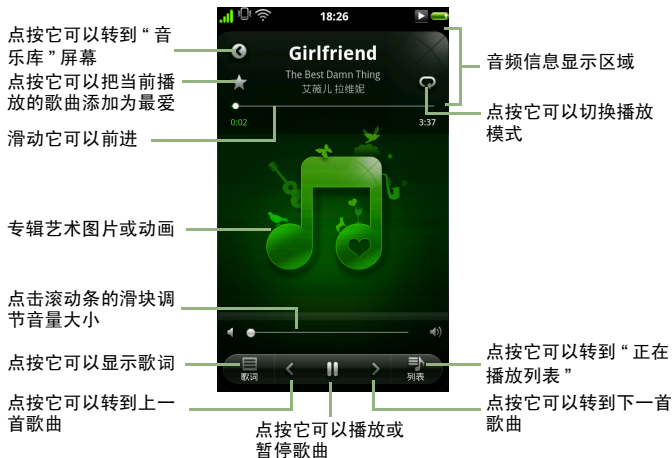 点按它可以转到 “ 音
乐库 ” 屏幕
点按它可以把当前播
放的歌曲添加为最爱
滑动它可以前进
专辑艺术图片或动画
点击滚动条的滑块调
节音量大小
点按它可以显示歌词
点按它可以转到上一
首歌曲
18:26
Girlfriend
The Best Damn Thing
艾薇儿 拉维妮
0:02
3:37
歌词
列表
点按它可以播放或
暂停歌曲
音频信息显示区域
点按它可以切换播放
模式
点按它可以转到 “ 正在
播放列表 ”
点按它可以转到下一首
歌曲